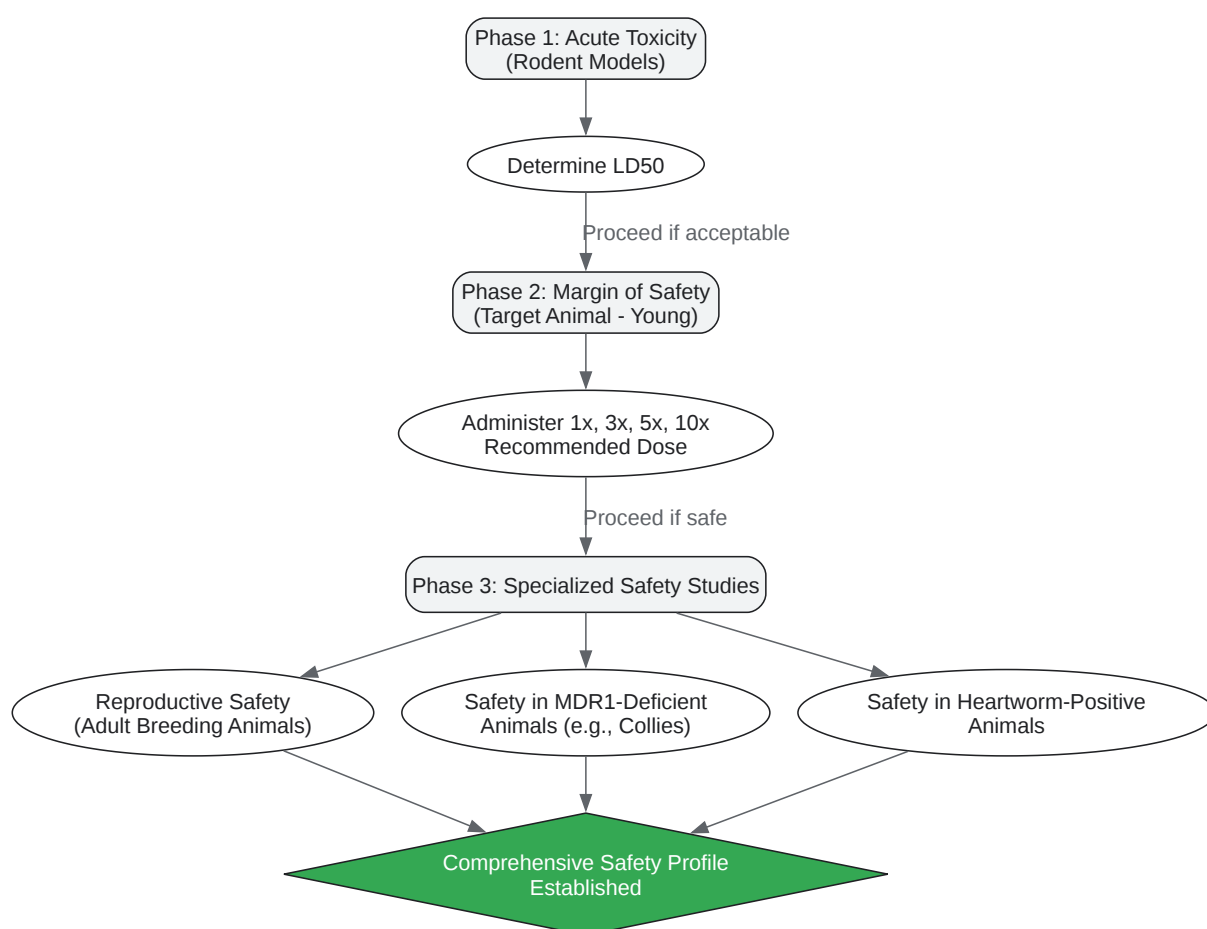 Phase 1: Acute Toxicity
(Rodent Models)
Determine LD50
Proceed if acceptable
Phase 2: Margin of Safety
(Target Animal - Young)
Administer 1x, 3x, 5x, 10x
Recommended Dose
Proceed if safe
Phase 3: Specialized Safety Studies
Reproductive Safety
(Adult Breeding Animals)
Safety in MDR1-Deficient
Animals (e.g., Collies)
Safety in Heartworm-Positive
Animals
Comprehensive Safety Profile
Established